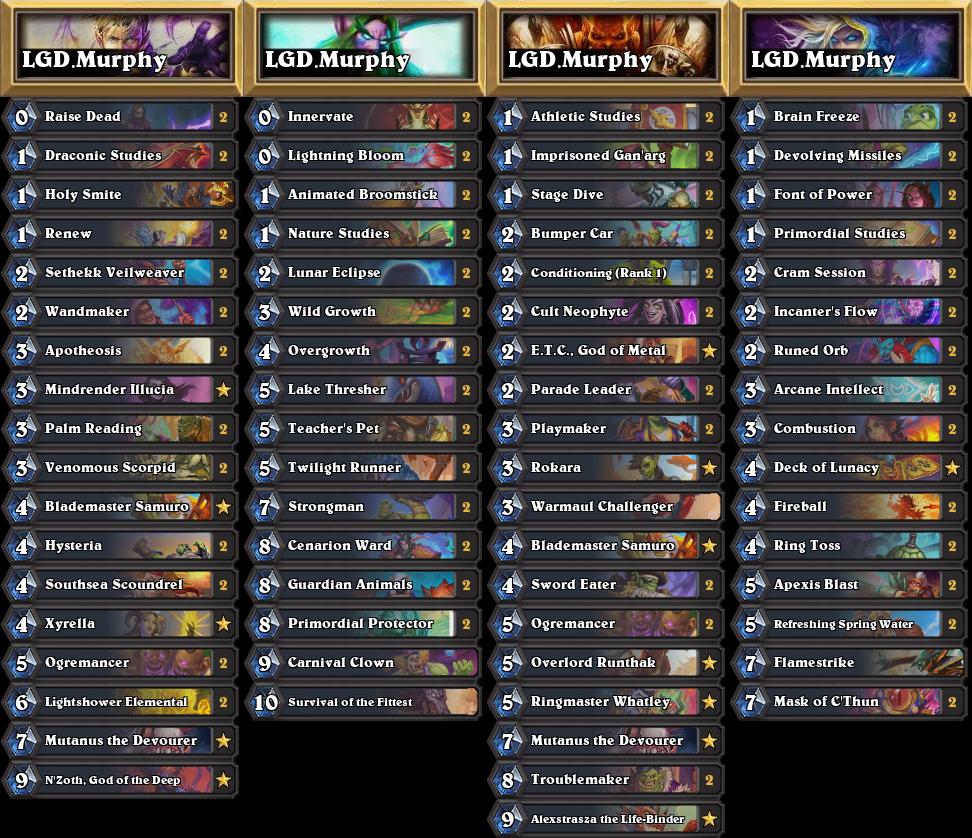 LGD.Murphy
0 Raise Dead 2
1 Draconic Studies 2
1 Holy Smite 2
1 Renew 2
2 Sethekk Veilweaver 2
2 Wandmaker 2
3 Apotheosis 2
3 Mindrender Illucia
3 Palm Reading 2
3 Venomous Scorpid 2
4 Blademaster Samuro
4 Hysteria 2
4 Southsea Scoundrel 2
4 Xyrella
5 Ogremancer 2
6 Lightshower Elemental 2
7 Mutanus the Devourer
9 N'Zoth, God of the Deep
LGD.Murphy
0 Innervate 2
0 Lightning Bloom 2
1 Animated Broomstick 2
1 Nature Studies 2
2 Lunar Eclipse 2
3 Wild Growth 2
4 Overgrowth 2
5 Lake Thresher 2
5 Teacher's Pet 2
5 Twilight Runner 2
7 Strongman 2
8 Cenarion Ward 2
8 Guardian Animals 2
8 Primordial Protector 2
9 Carnival Clown
10 Survival of the Fittest
LGD.Murphy
1 Athletic Studies 2
1 Imprisoned Gan'arg 2
1 Stage Dive 2
2 Bumper Car 2
2 Conditioning (Rank 1) 2
2 Cult Neophyte 2
2 E.T.C., God of Metal
2 Parade Leader 2
3 Playmaker 2
3 Rokara
3 Warmaul Challenger
4 Blademaster Samuro
4 Sword Eater 2
5 Ogremancer 2
5 Overlord Runthak
5 Ringmaster Whatley
7 Mutanus the Devourer
8 Troublemaker 2
9 Alexstrasza the Life-Binder
LGD.Murphy
1 Brain Freeze 2
1 Devolving Missiles 2
1 Font of Power 2
1 Primordial Studies 2
2 Cram Session 2
2 Incanter's Flow 2
2 Runed Orb 2
3 Arcane Intellect 2
3 Combustion 2
4 Deck of Lunacy
4 Fireball 2
4 Ring Toss 2
5 Apexis Blast 2
5 Refreshing Spring Water 2
7 Flamestrike
7 Mask of C'Thun 2